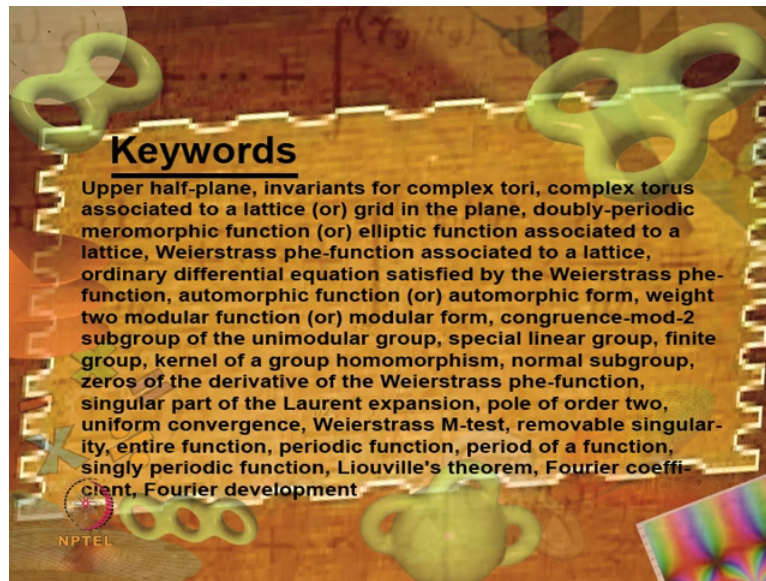 Keywords
Upper half-plane, invariants for complex tori, complex torus
associated to a lattice (or) grid in the plane, doubly-periodic
meromorphic function (or) elliptic function associated to a
lattice, Weierstrass phe-function associated to a lattice,
ordinary differential equation satisfied by the Weierstrass phe-
function, automorphic function (or) automorphic form, weight
two modular function (or) modular form, congruence-mod-2
subgroup of the unimodular group, special linear group, finite
group, kernel of a group homomorphism, normal subgroup,
zeros of the derivative of the Weierstrass phe-function,
singular part of the Laurent expansion, pole of order two,
uniform convergence, Weierstrass M-test, removable singular-
ity, entire function, periodic function, period of a function,
singly periodic function, Liouville's theorem, Fourier coeffi-
cient, Fourier development
NPTEL